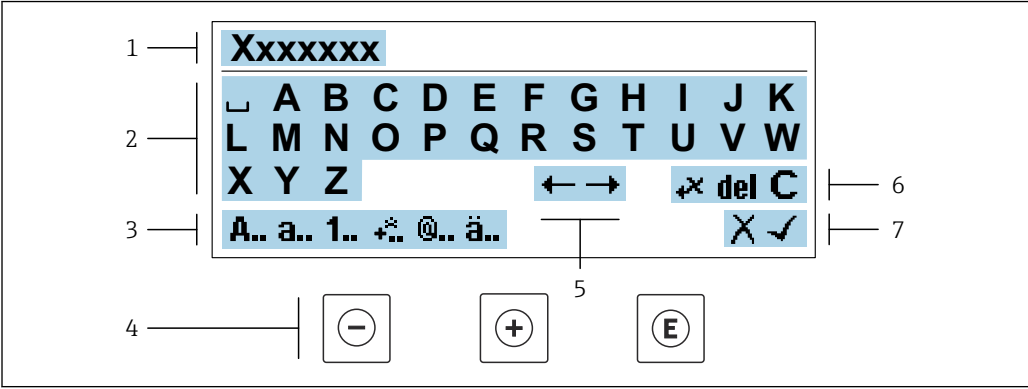 1 Xxxxxxx
2 ␣ A B C D E F G H I J K
L M N O P Q R S T U V W
X Y Z ← → +× del C 6
3 A.. a.. 1.. +×.. @.. ä.. X ✓ 7
5
4 − + E